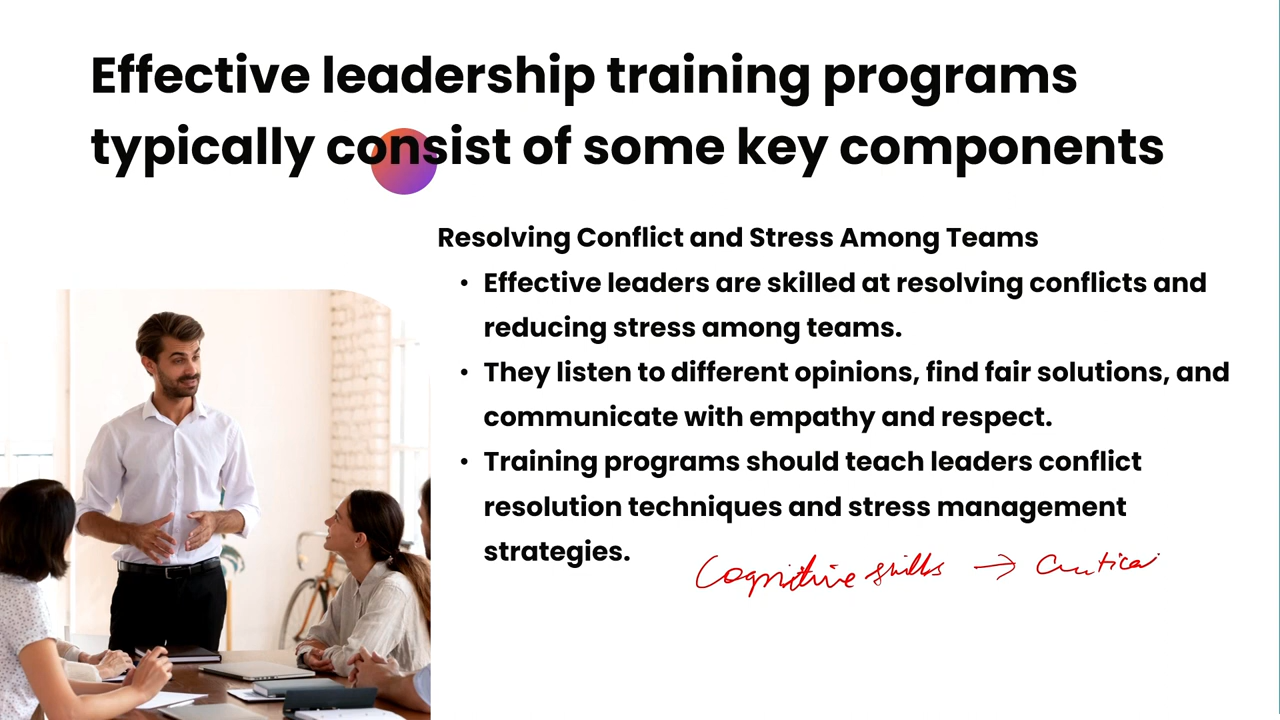 Effective leadership training programs
typically consist of some key components
Resolving Conflict and Stress Among Teams
• Effective leaders are skilled at resolving conflicts and
reducing stress among teams.
• They listen to different opinions, find fair solutions, and
communicate with empathy and respect.
• Training programs should teach leaders conflict
resolution techniques and stress management
strategies.
Cognitive skills → Critical